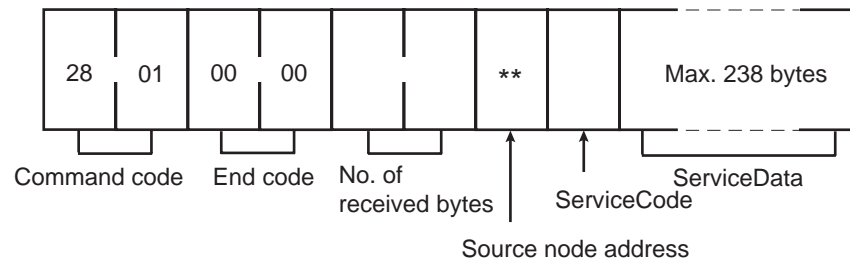 28 01 00 00 ** Max. 238 bytes
Command code End code No. of received bytes ServiceCode ServiceData
Source node address